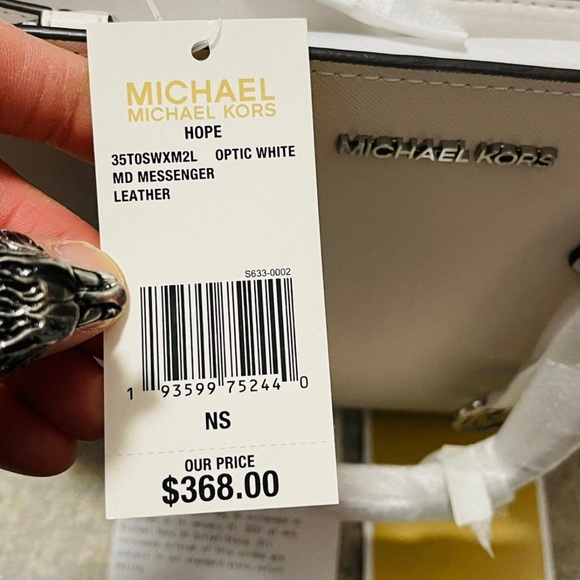 MICHAEL
MICHAEL KORS
HOPE
35T0SWXM2L OPTIC WHITE
MD MESSENGER
LEATHER
S633-0002
1 93599 75244 0
NS
OUR PRICE
$368.00
MICHAEL KORS